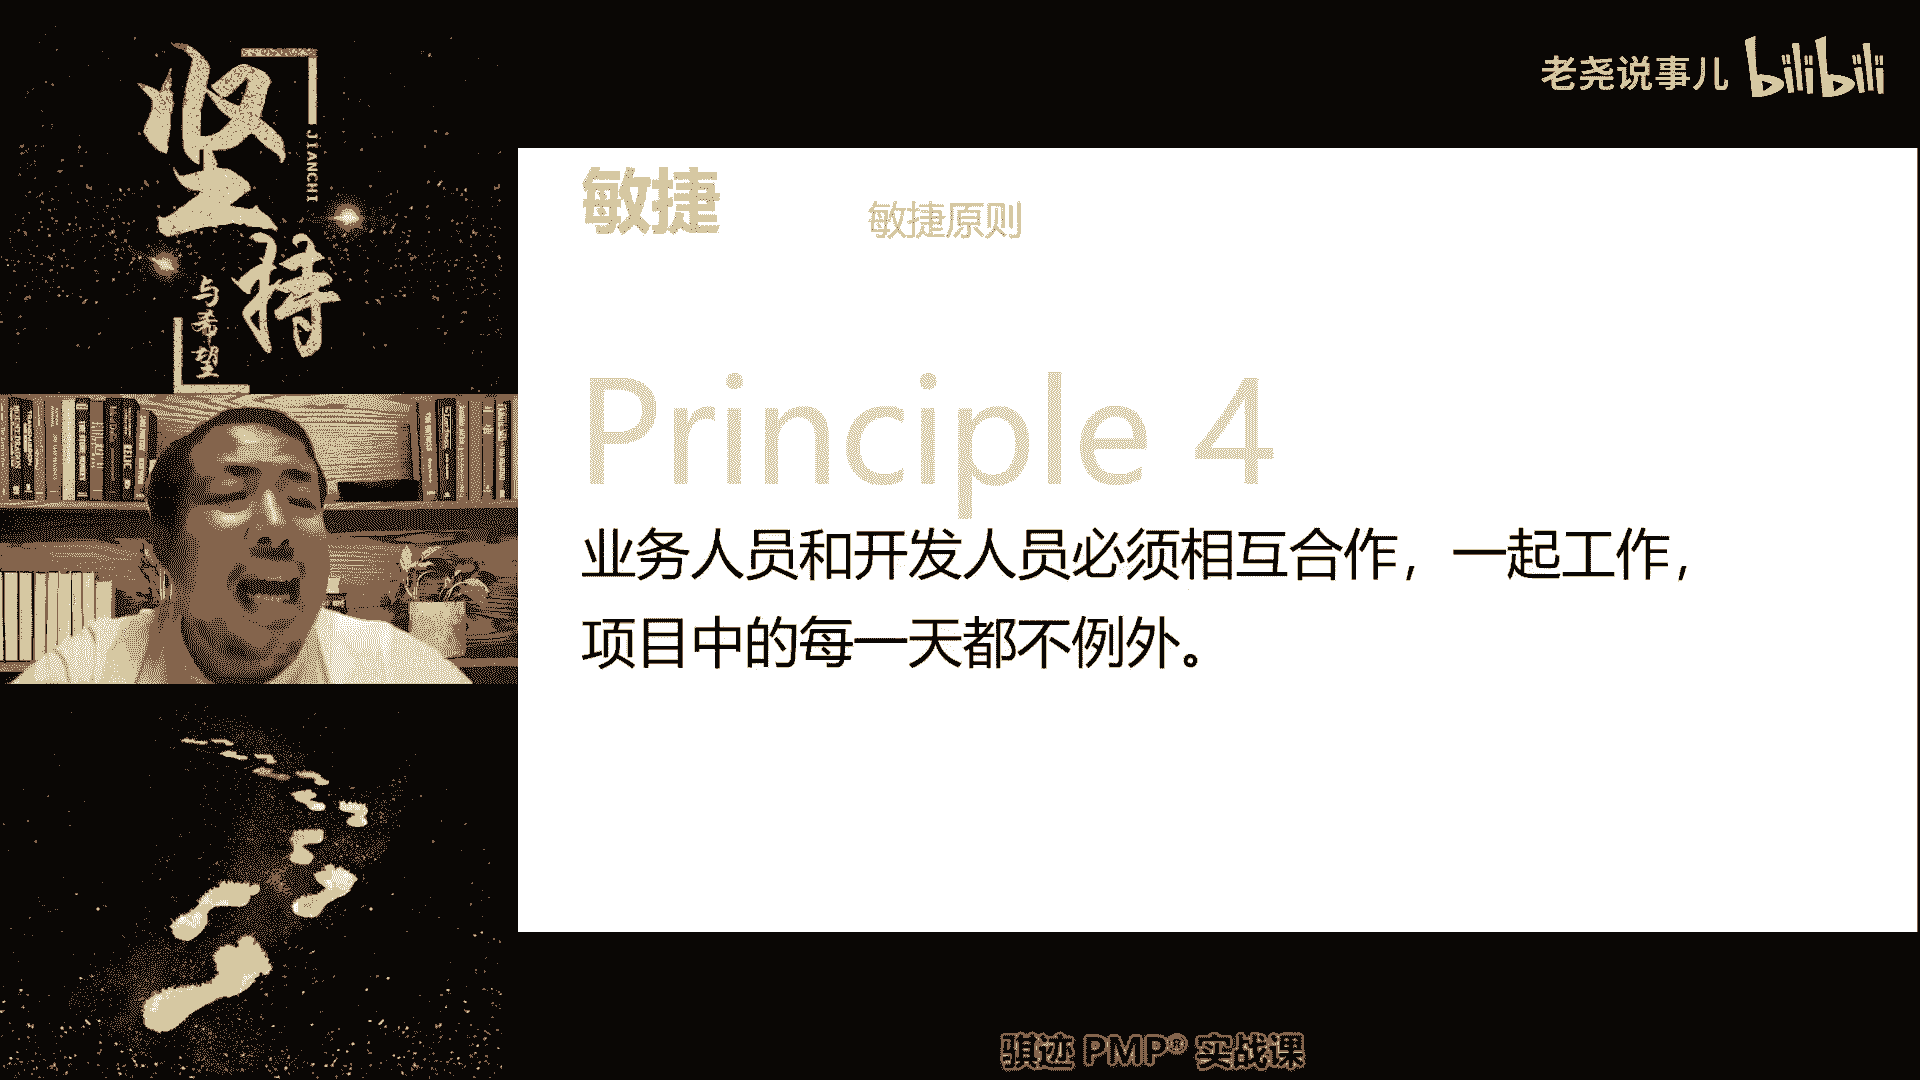 坚持
JIANCHI
与希望
老尧说事儿 bilibili
敏捷
敏捷原则
Principle 4
业务人员和开发人员必须相互合作，一起工作，
项目中的每一天都不例外。
骐迹 PMP® 实战课